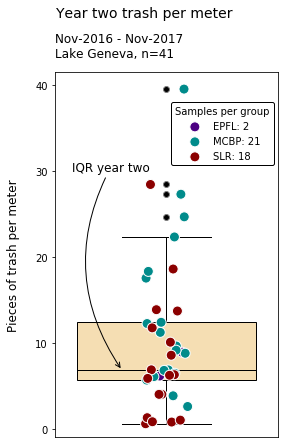 Year two trash per meter
Nov-2016 - Nov-2017
Lake Geneva, n=41
Samples per group
EPFL: 2
MCBP: 21
SLR: 18
IQR year two
Pieces of trash per meter
40
30
20
10
0